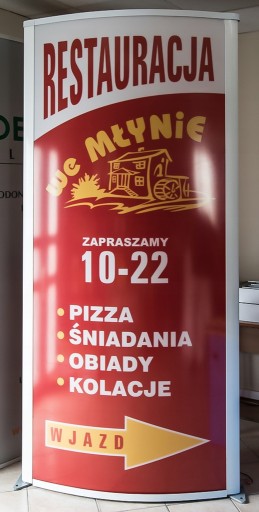 RESTAURACJA
we MŁYNiE
ZAPRASZAMY
10-22
• PIZZA
• ŚNIADANIA
• OBIADY
• KOLACJE
WJAZD